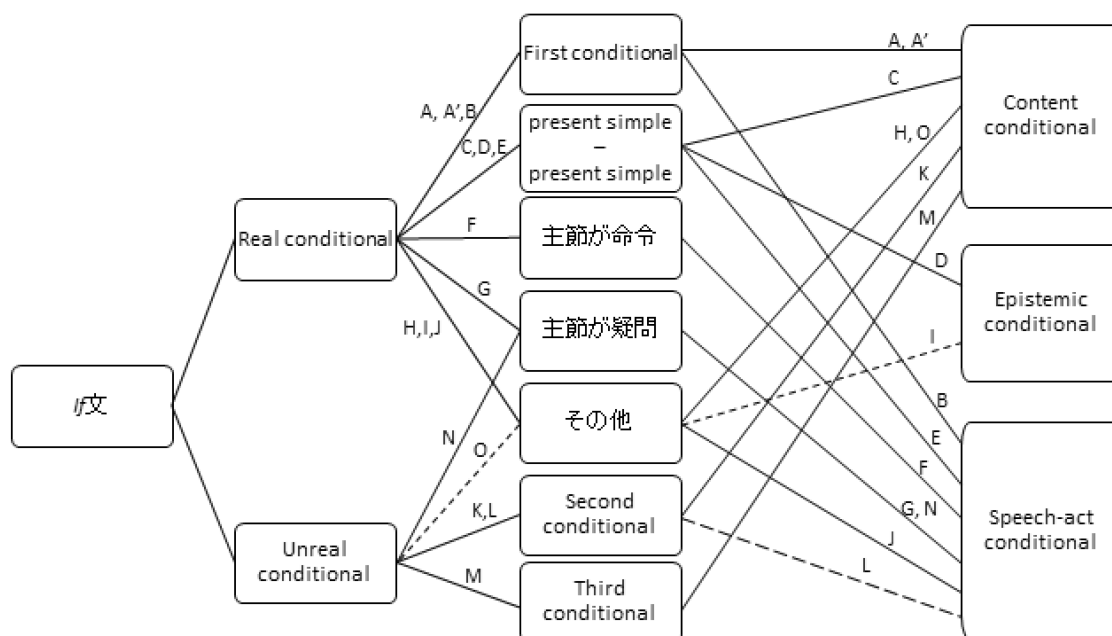 If文
Real conditional
Unreal
conditional
A, A’,B
C,D,E
F
G
H,I,J
N
O
K,L
M
First conditional
present simple
–
present simple
主節が命令
主節が疑問
その他
Second
conditional
Third
conditional
A, A’
C
H, O
K
M
D
I
B
E
F
G, N
J
L
Content
conditional
Epistemic
conditional
Speech-act
conditional